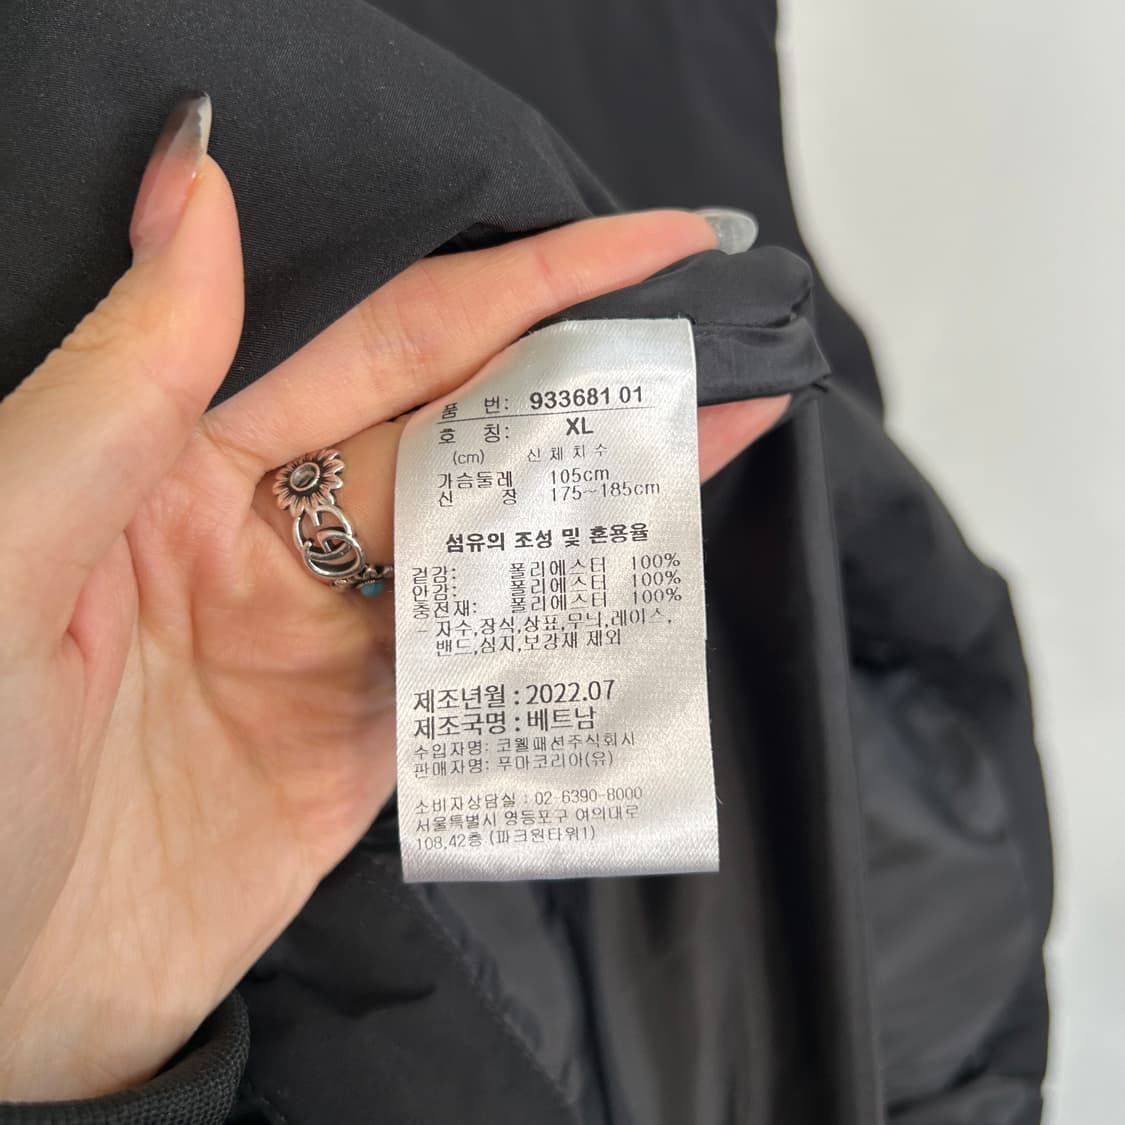 품 번: 933681 01
호 칭: XL
(cm) 신 체 치 수
가슴둘레 105cm
신 장 175~185cm
섬유의 조성 및 혼용율
겉감: 폴리에스터 100%
안감: 폴리에스터 100%
충전재: 폴리에스터 100%
- 자수,장식,상표,무늬,레이스,
밴드,심지,보강재 제외
제조년월 : 2022.07
제조국명 : 베트남
수입자명: 코웰패션주식회사
판매자명: 푸마코리아(유)
소비자상담실 : 02-6390-8000
서울특별시 영등포구 여의대로
108,42층 (파크원타워1)